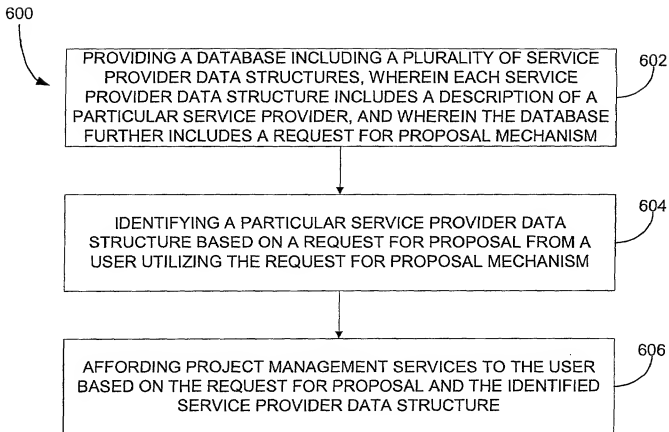 600
PROVIDING A DATABASE INCLUDING A PLURALITY OF SERVICE
PROVIDER DATA STRUCTURES, WHEREIN EACH SERVICE
PROVIDER DATA STRUCTURE INCLUDES A DESCRIPTION OF A
PARTICULAR SERVICE PROVIDER, AND WHEREIN THE DATABASE
FURTHER INCLUDES A REQUEST FOR PROPOSAL MECHANISM
602
IDENTIFYING A PARTICULAR SERVICE PROVIDER DATA
STRUCTURE BASED ON A REQUEST FOR PROPOSAL FROM A
USER UTILIZING THE REQUEST FOR PROPOSAL MECHANISM
604
AFFORDING PROJECT MANAGEMENT SERVICES TO THE USER
BASED ON THE REQUEST FOR PROPOSAL AND THE IDENTIFIED
SERVICE PROVIDER DATA STRUCTURE
606